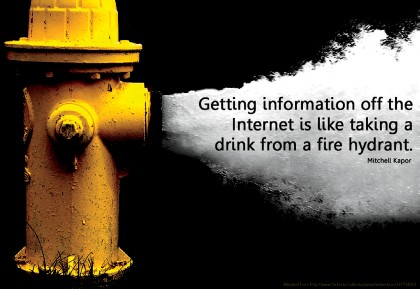 Getting information off the
Internet is like taking a
drink from a fire hydrant.
Mitchell Kapor